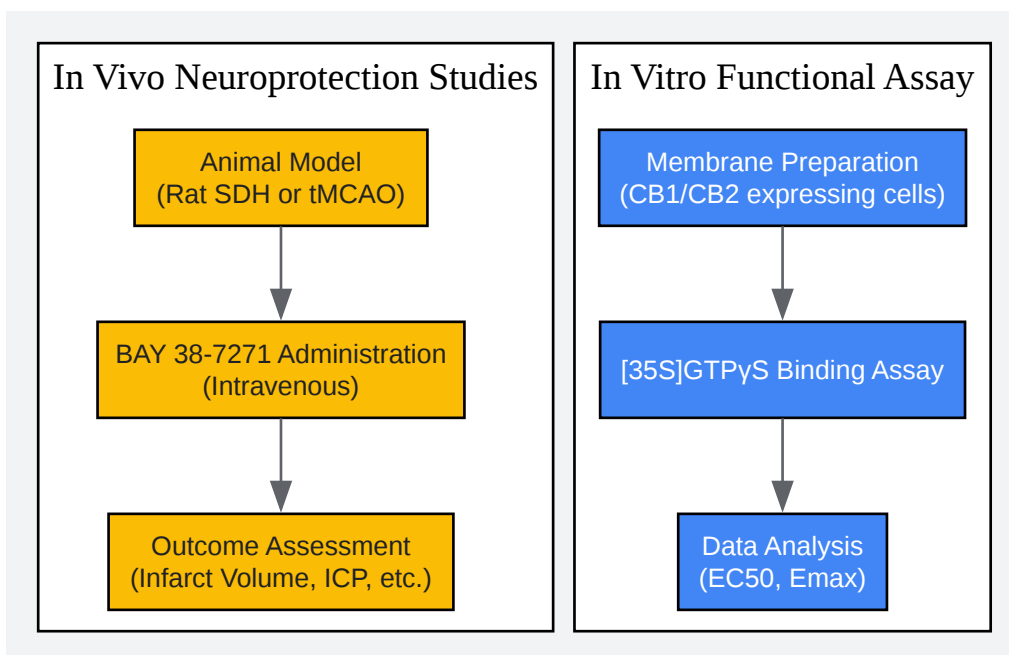 In Vivo Neuroprotection Studies
Animal Model
(Rat SDH or tMCAO)
BAY 38-7271 Administration
(Intravenous)
Outcome Assessment
(Infarct Volume, ICP, etc.)
In Vitro Functional Assay
Membrane Preparation
(CB1/CB2 expressing cells)
[35S]GTPγS Binding Assay
Data Analysis
(EC50, Emax)